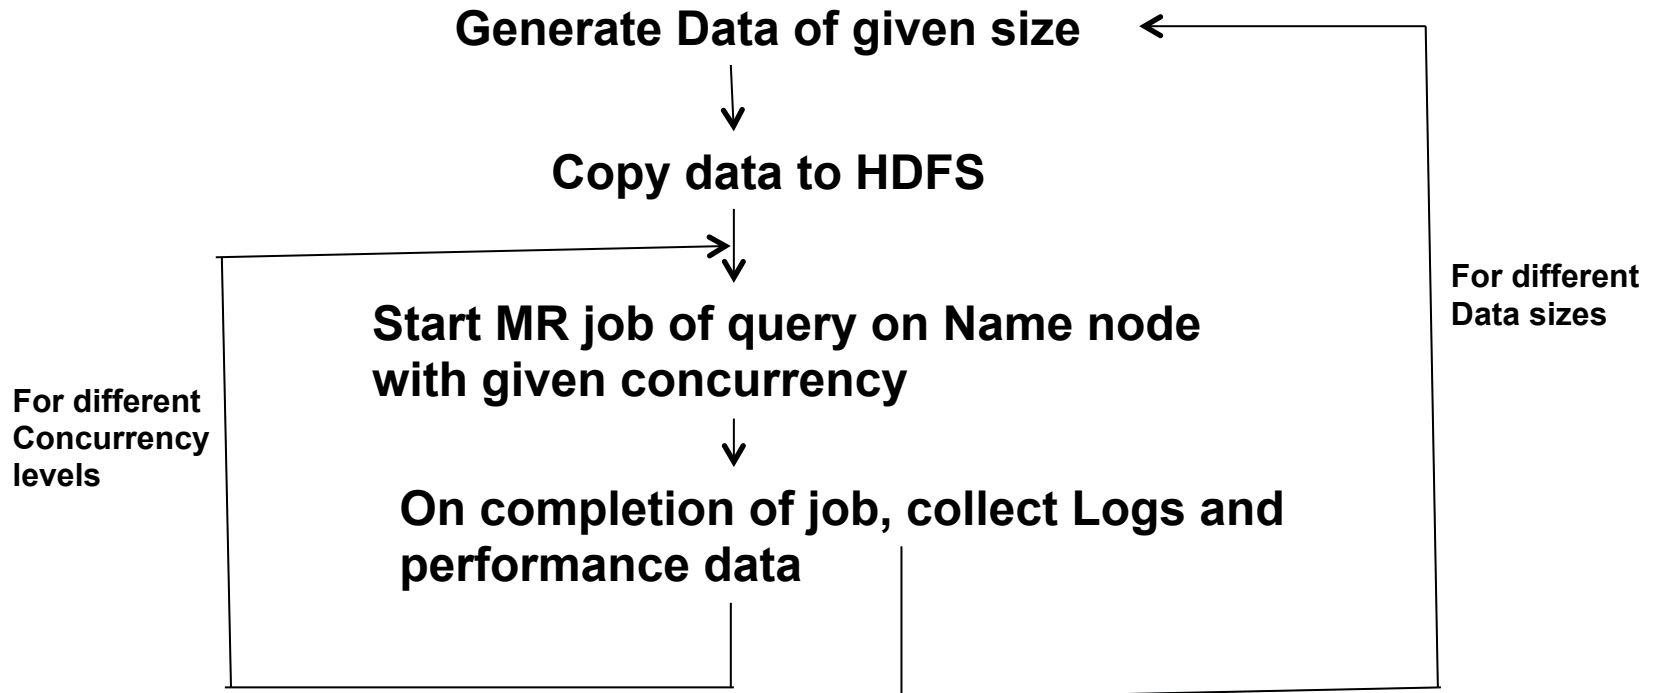 Generate Data of given size
Copy data to HDFS
Start MR job of query on Name node
with given concurrency
On completion of job, collect Logs and
performance data
For different
Concurrency
levels
For different
Data sizes